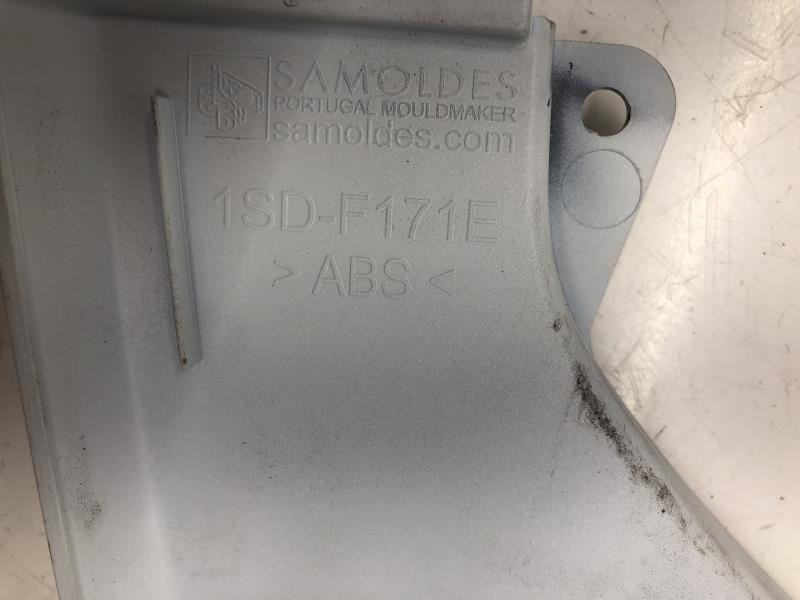 SAMOLDES
PORTUGAL MOULDMAKER
samoldes.com
1SD-F171E
> ABS <